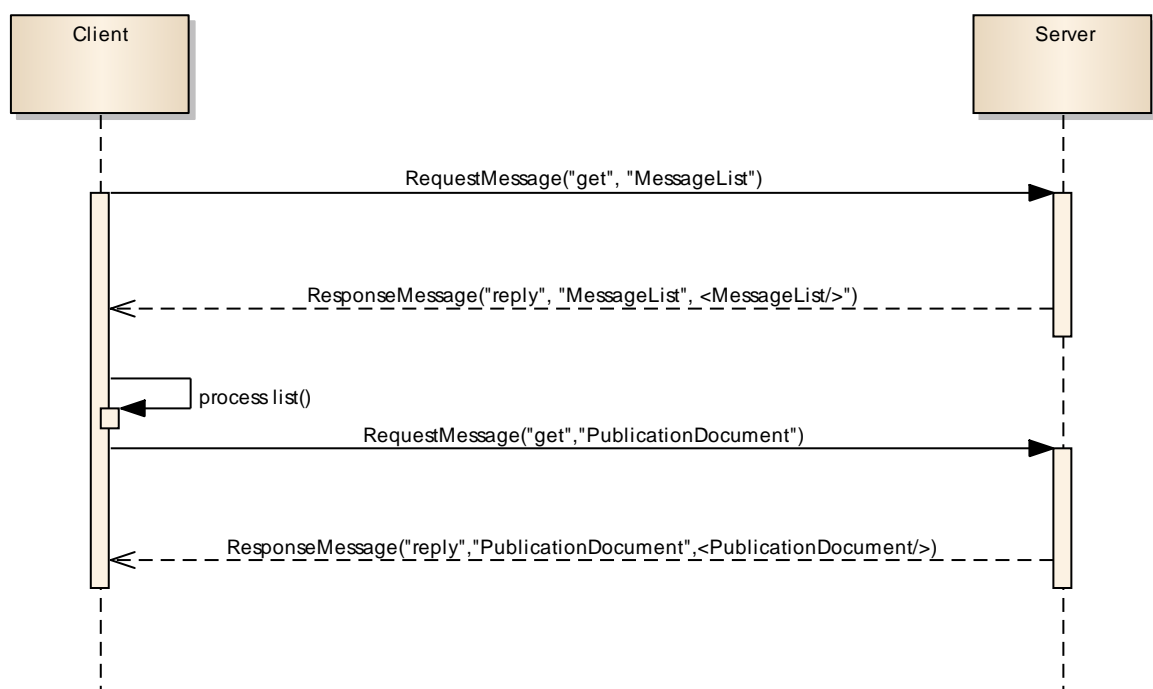 Client
Server
RequestMessage("get", "MessageList")
ResponseMessage("reply", "MessageList", <MessageList/>")
process list()
RequestMessage("get","PublicationDocument")
ResponseMessage("reply","PublicationDocument",<PublicationDocument/>)